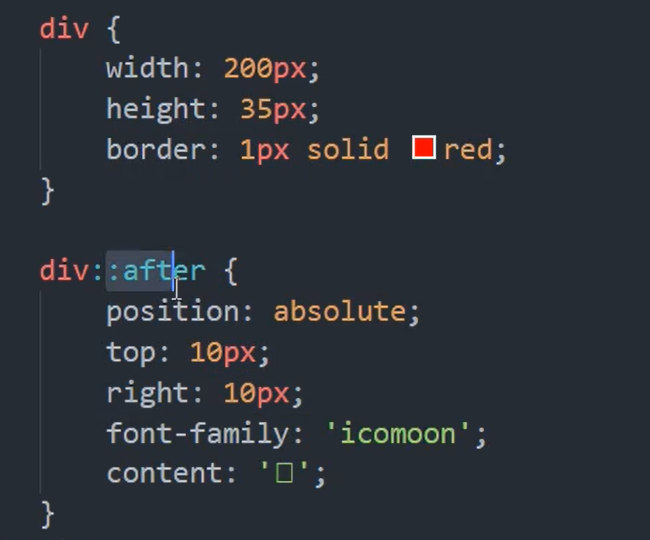 div {
    width: 200px;
    height: 35px;
    border: 1px solid red;
}

div::after {
    position: absolute;
    top: 10px;
    right: 10px;
    font-family: 'icomoon';
    content: '';
}